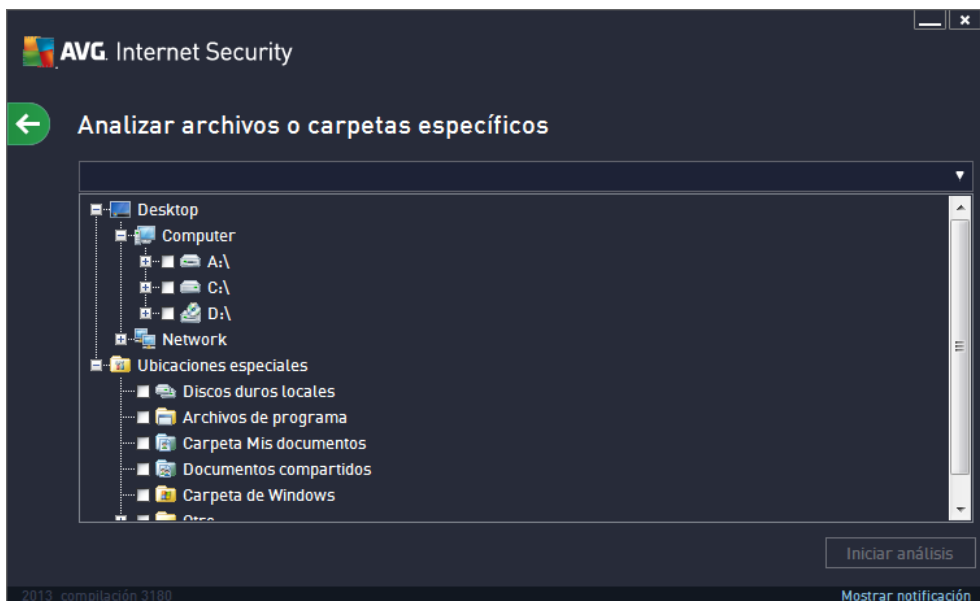 AVG. Internet Security
Analizar archivos o carpetas específicos
Desktop
Computer
A:\
C:\
D:\
Network
Ubicaciones especiales
Discos duros locales
Archivos de programa
Carpeta Mis documentos
Documentos compartidos
Carpeta de Windows
Otro
Iniciar análisis
2013 compilación 3180
Mostrar notificación